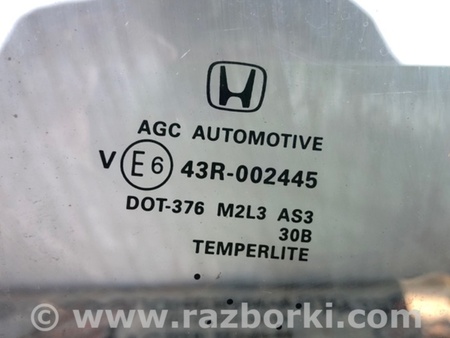 AGC AUTOMOTIVE
V E6 43R-002445
DOT-376 M2L3 AS3
30B
TEMPERLITE
www.razborki.com